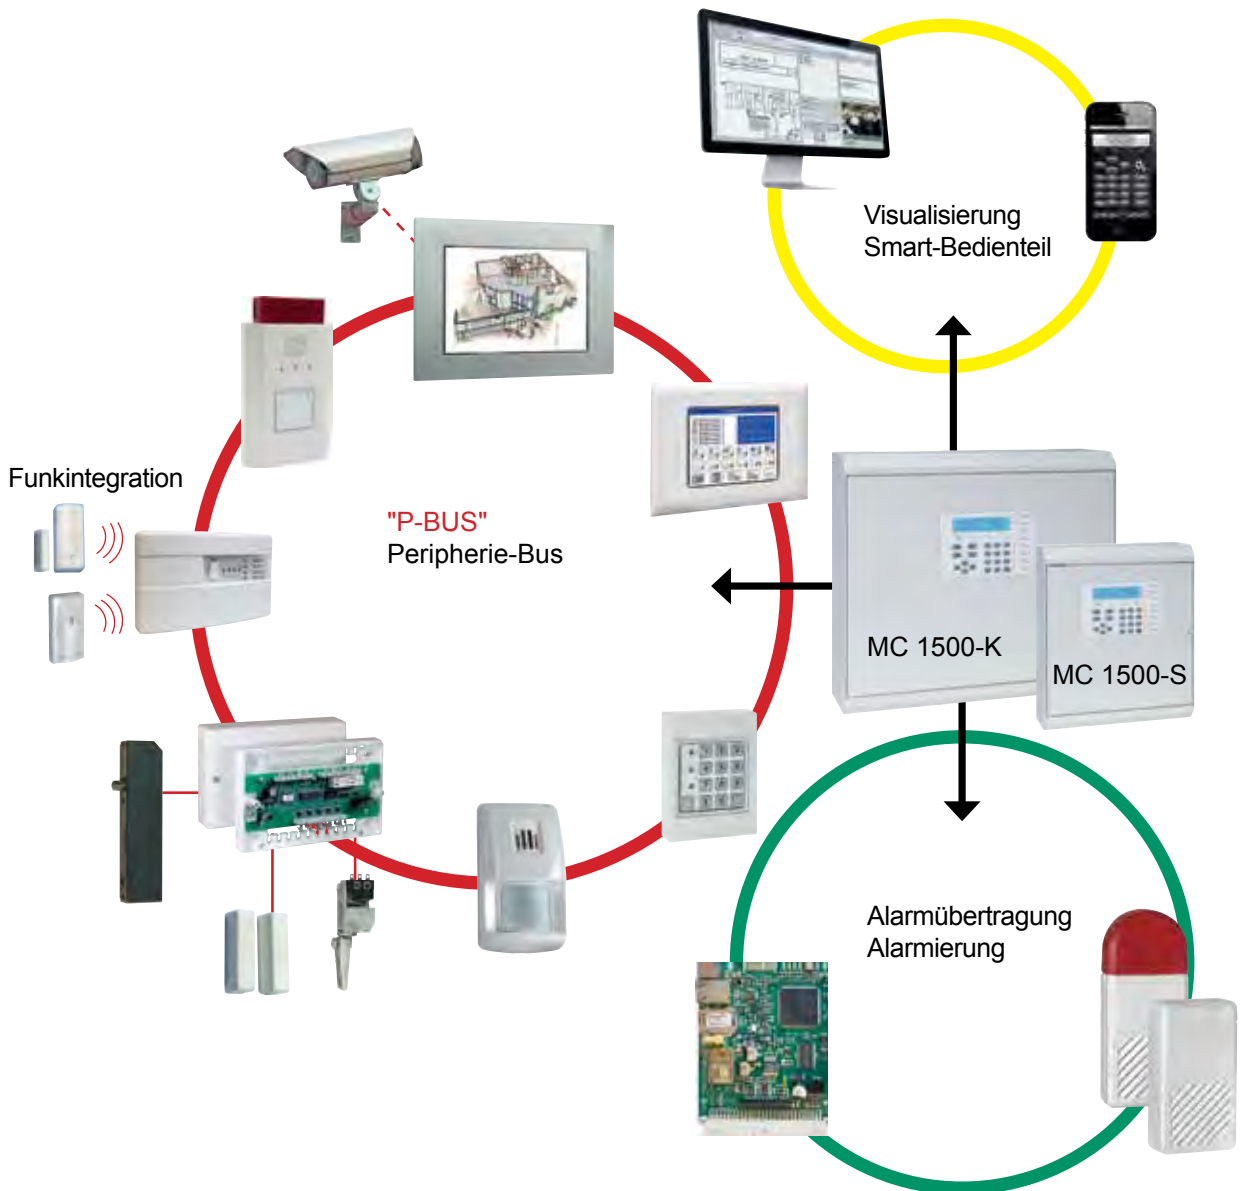 Visualisierung
Smart-Bedienteil
Funkintegration
"P-BUS"
Peripherie-Bus
MC 1500-K
MC 1500-S
Alarmübertragung
Alarmierung